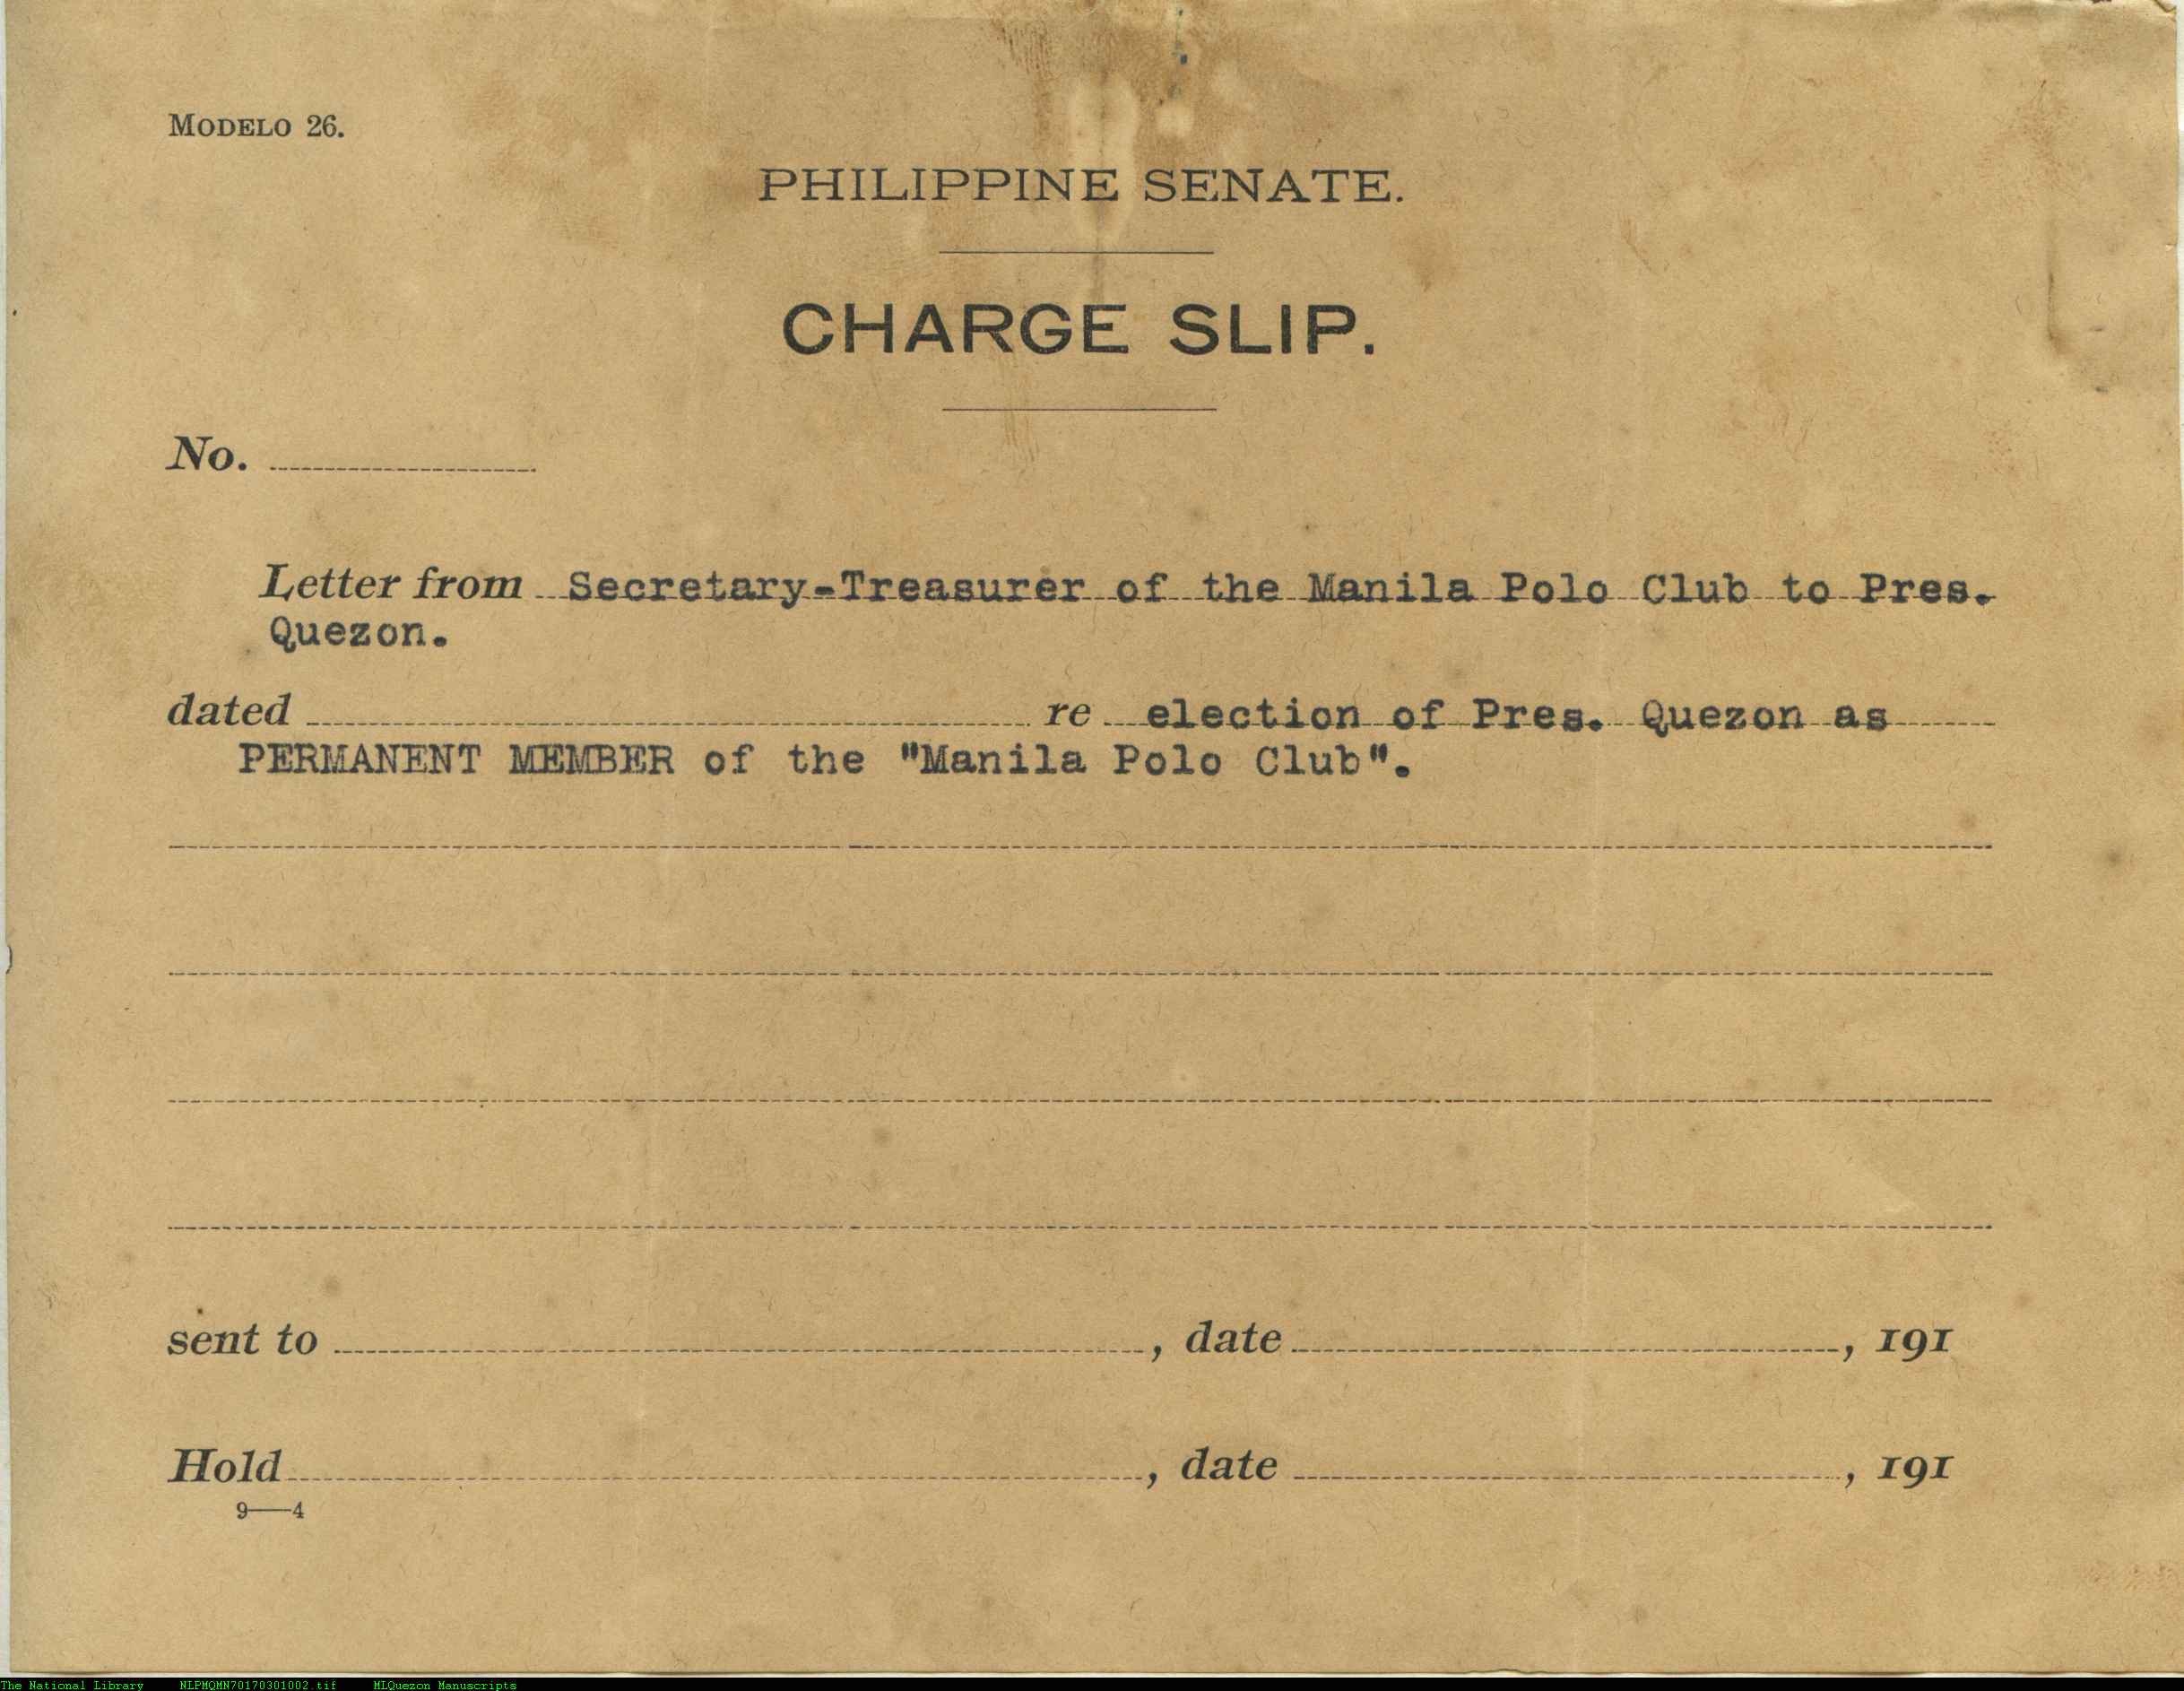 MODELO 26.
PHILIPPINE SENATE.
CHARGE SLIP.
No.
Letter from Secretary-Treasurer of the Manila Polo Club to Pres.
Quezon.
dated re election of Pres. Quezon as
PERMANENT MEMBER of the "Manila Polo Club".
sent to , date , 191
Hold , date , 191
9—4
The National Library NLPMQMN70170301002.tif MLQuezon Manuscripts